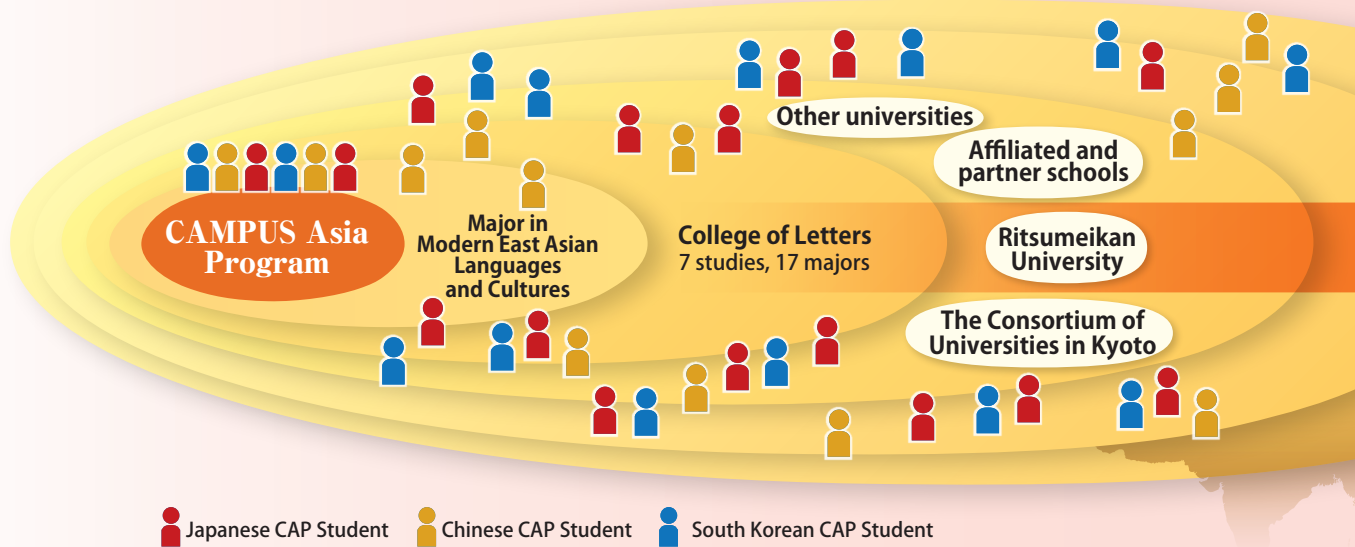 CAMPUS Asia
Program
Major in
Modern East Asian
Languages
and Cultures
College of Letters
7 studies, 17 majors
Other universities
Affiliated and
partner schools
Ritsumeikan
University
The Consortium of
Universities in Kyoto
Japanese CAP Student
Chinese CAP Student
South Korean CAP Student